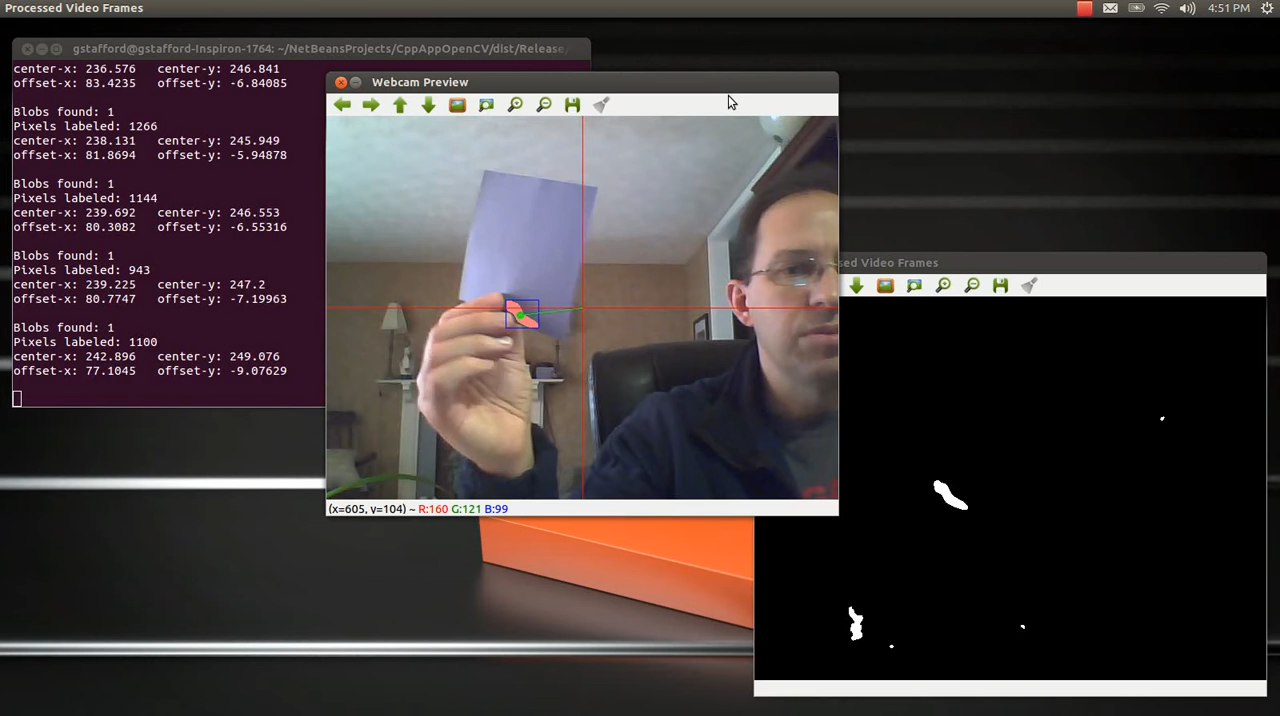 Processed Video Frames
4:51 PM
gstafford@gstafford-Inspiron-1764: ~/NetBeansProjects/CppAppOpenCV/dist/Release/
center-x: 236.576 center-y: 246.841
offset-x: 83.4235 offset-y: -6.84085
Blobs found: 1
Pixels labeled: 1266
center-x: 238.131 center-y: 245.949
offset-x: 81.8694 offset-y: -5.94878
Blobs found: 1
Pixels labeled: 1144
center-x: 239.692 center-y: 246.553
offset-x: 80.3082 offset-y: -6.55316
Blobs found: 1
Pixels labeled: 943
center-x: 239.225 center-y: 247.2
offset-x: 80.7747 offset-y: -7.19963
Blobs found: 1
Pixels labeled: 1100
center-x: 242.896 center-y: 249.076
offset-x: 77.1045 offset-y: -9.07629
Webcam Preview
(x=605, y=104) ~ R:160 G:121 B:99
sed Video Frames